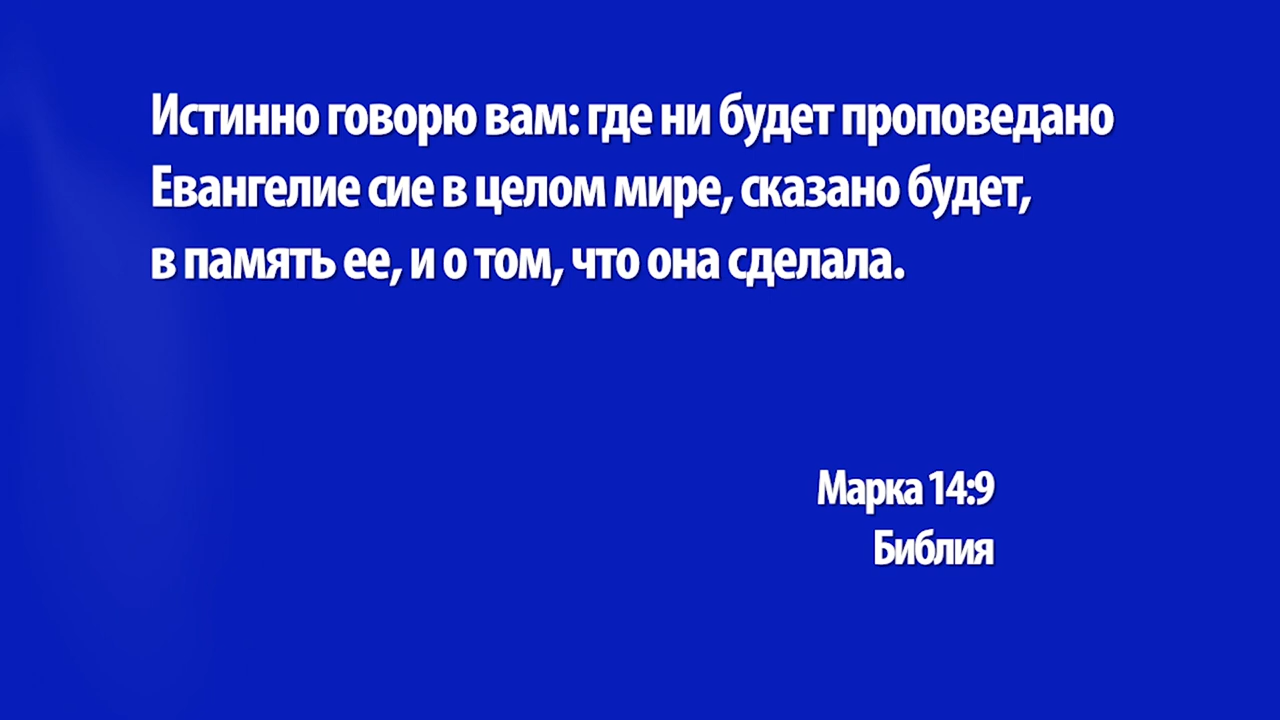 Истинно говорю вам: где ни будет проповедано
Евангелие сие в целом мире, сказано будет,
в память ее, и о том, что она сделала.
Марка 14:9
Библия